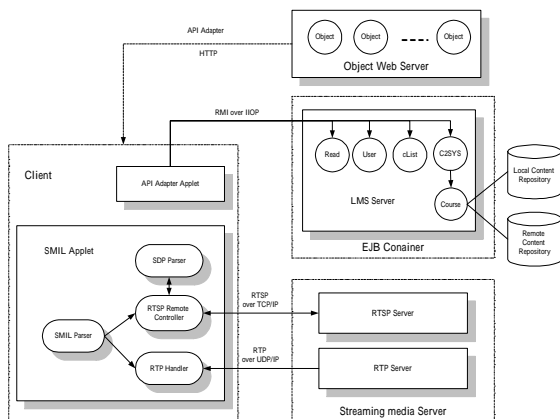 Object
Object
Object
Object Web Server
API Adapter
HTTP
RMI over IIOP
Read
User
cList
C2SYS
LMS Server
Course
EJB Conainer
Local Content
Repository
Remote
Content
Repository
Client
API Adapter Applet
SMIL Applet
SDP Parser
RTSP Remote
Controller
SMIL Parser
RTP Handler
RTSP
over TCP/IP
RTP
over UDP/IP
RTSP Server
RTP Server
Streaming media Server